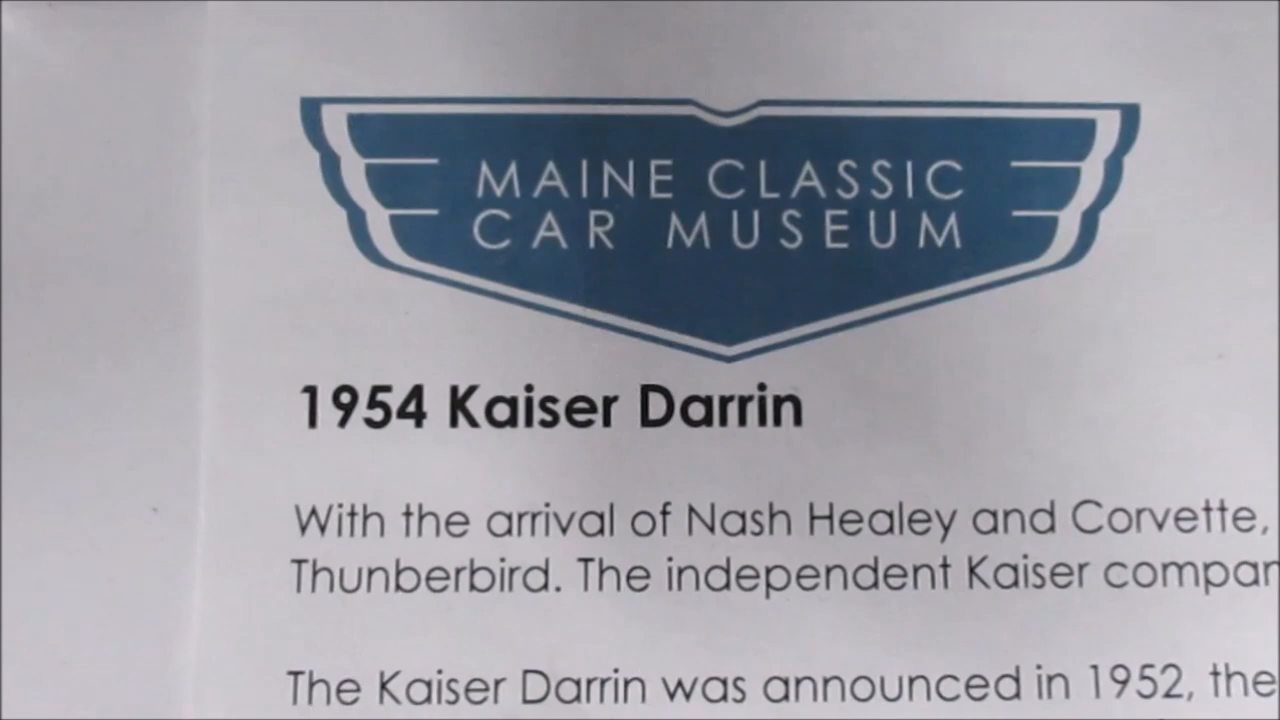 MAINE CLASSIC
CAR MUSEUM
1954 Kaiser Darrin
With the arrival of Nash Healey and Corvette,
Thunberbird. The independent Kaiser
The Kaiser Darrin was announced in 1952, the